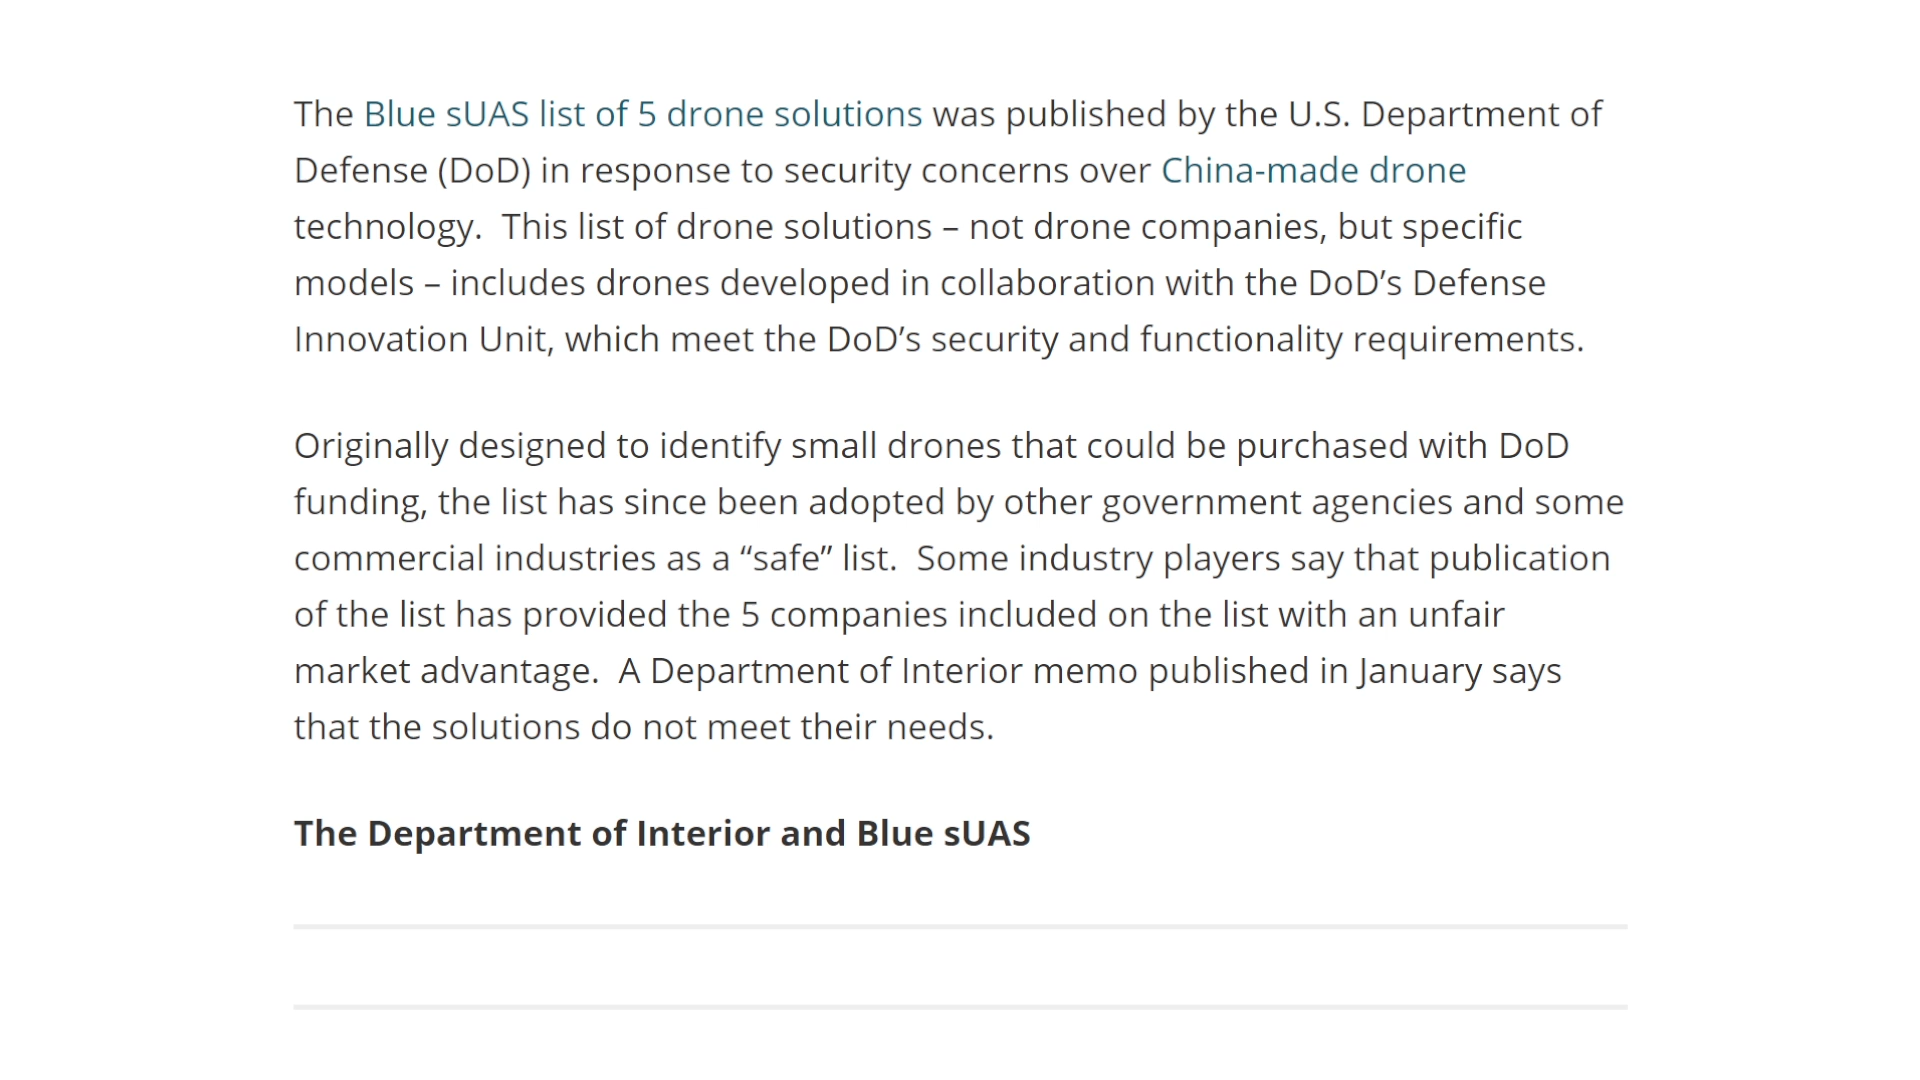 The Blue sUAS list of 5 drone solutions was published by the U.S. Department of
Defense (DoD) in response to security concerns over China-made drone
technology.  This list of drone solutions – not drone companies, but specific
models – includes drones developed in collaboration with the DoD’s Defense
Innovation Unit, which meet the DoD’s security and functionality requirements.
Originally designed to identify small drones that could be purchased with DoD
funding, the list has since been adopted by other government agencies and some
commercial industries as a “safe” list.  Some industry players say that publication
of the list has provided the 5 companies included on the list with an unfair
market advantage.  A Department of Interior memo published in January says
that the solutions do not meet their needs.
The Department of Interior and Blue sUAS